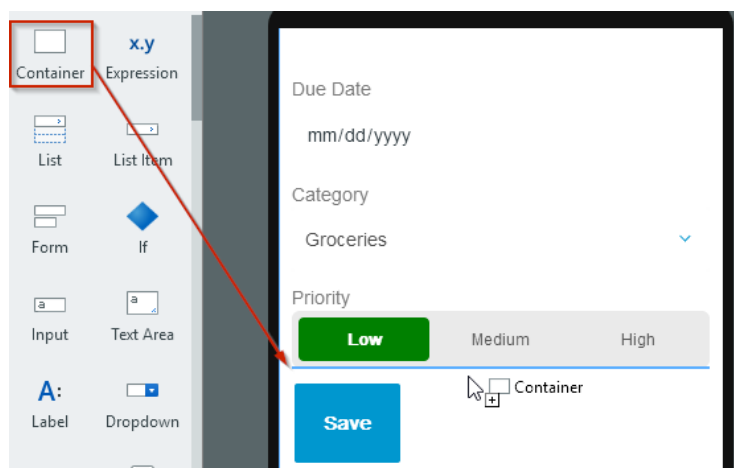 x.y
Container Expression
List List Item
Form If
a a
Input Text Area
A:
Label Dropdown
Due Date
mm/dd/yyyy
Category
Groceries
Priority
Low Medium High
Container
Save